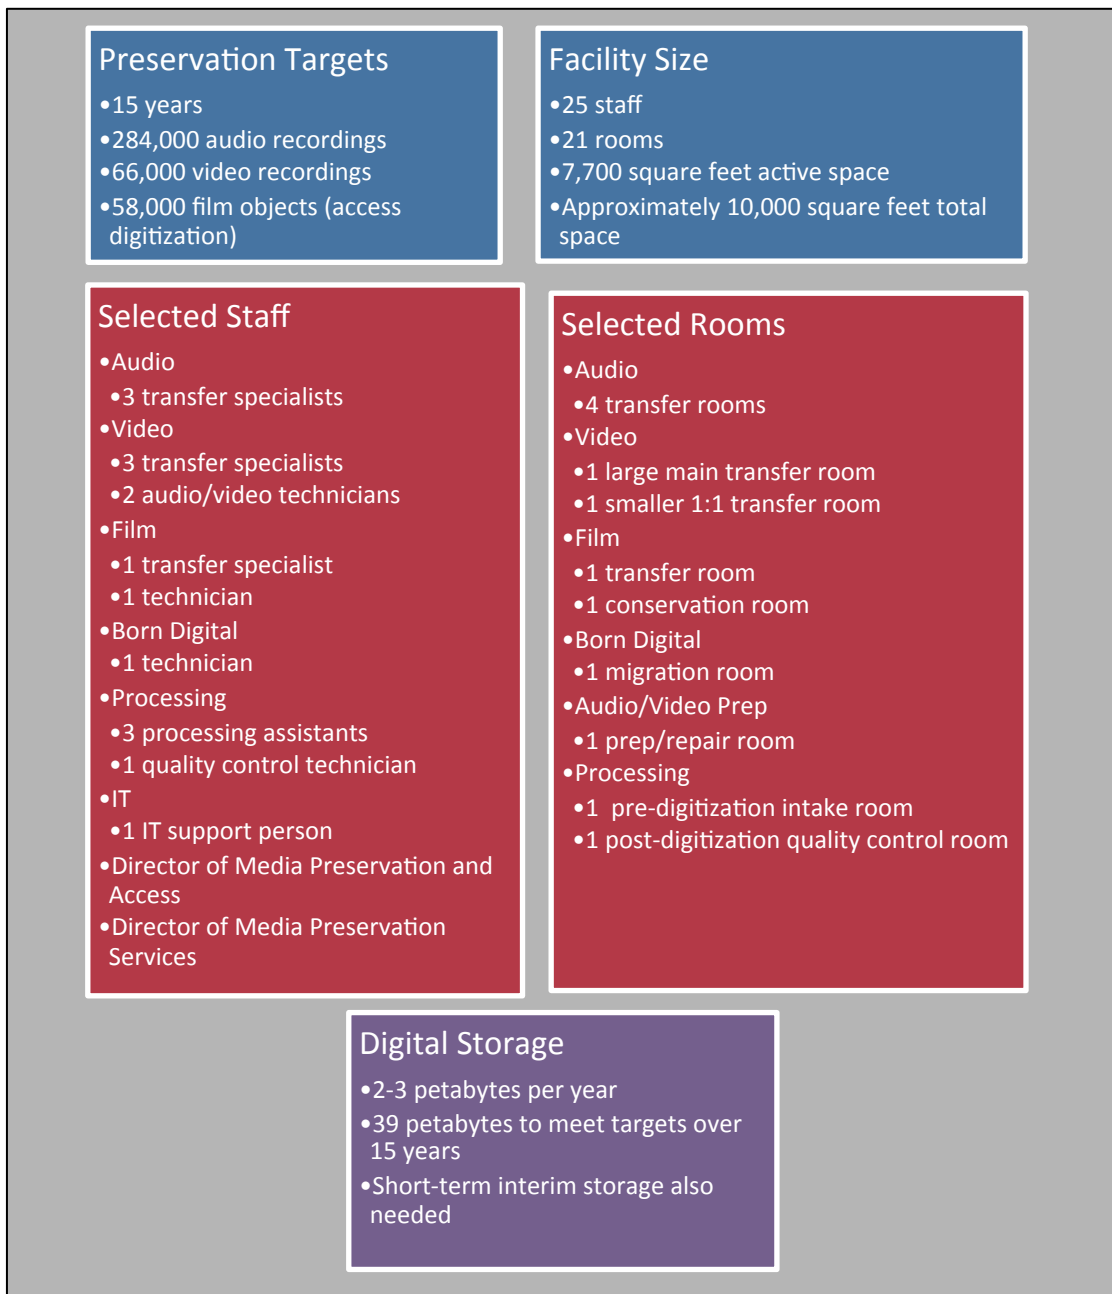 Preservation Targets
•15 years
•284,000 audio recordings
•66,000 video recordings
•58,000 film objects (access
digitization)
Facility Size
•25 staff
•21 rooms
•7,700 square feet active space
•Approximately 10,000 square feet total
space
Selected Staff
•Audio
•3 transfer specialists
•Video
•3 transfer specialists
•2 audio/video technicians
•Film
•1 transfer specialist
•1 technician
•Born Digital
•1 technician
•Processing
•3 processing assistants
•1 quality control technician
•IT
•1 IT support person
•Director of Media Preservation and
Access
•Director of Media Preservation
Services
Selected Rooms
•Audio
•4 transfer rooms
•Video
•1 large main transfer room
•1 smaller 1:1 transfer room
•Film
•1 transfer room
•1 conservation room
•Born Digital
•1 migration room
•Audio/Video Prep
•1 prep/repair room
•Processing
•1 pre-digitization intake room
•1 post-digitization quality control room
Digital Storage
•2-3 petabytes per year
•39 petabytes to meet targets over
15 years
•Short-term interim storage also
needed